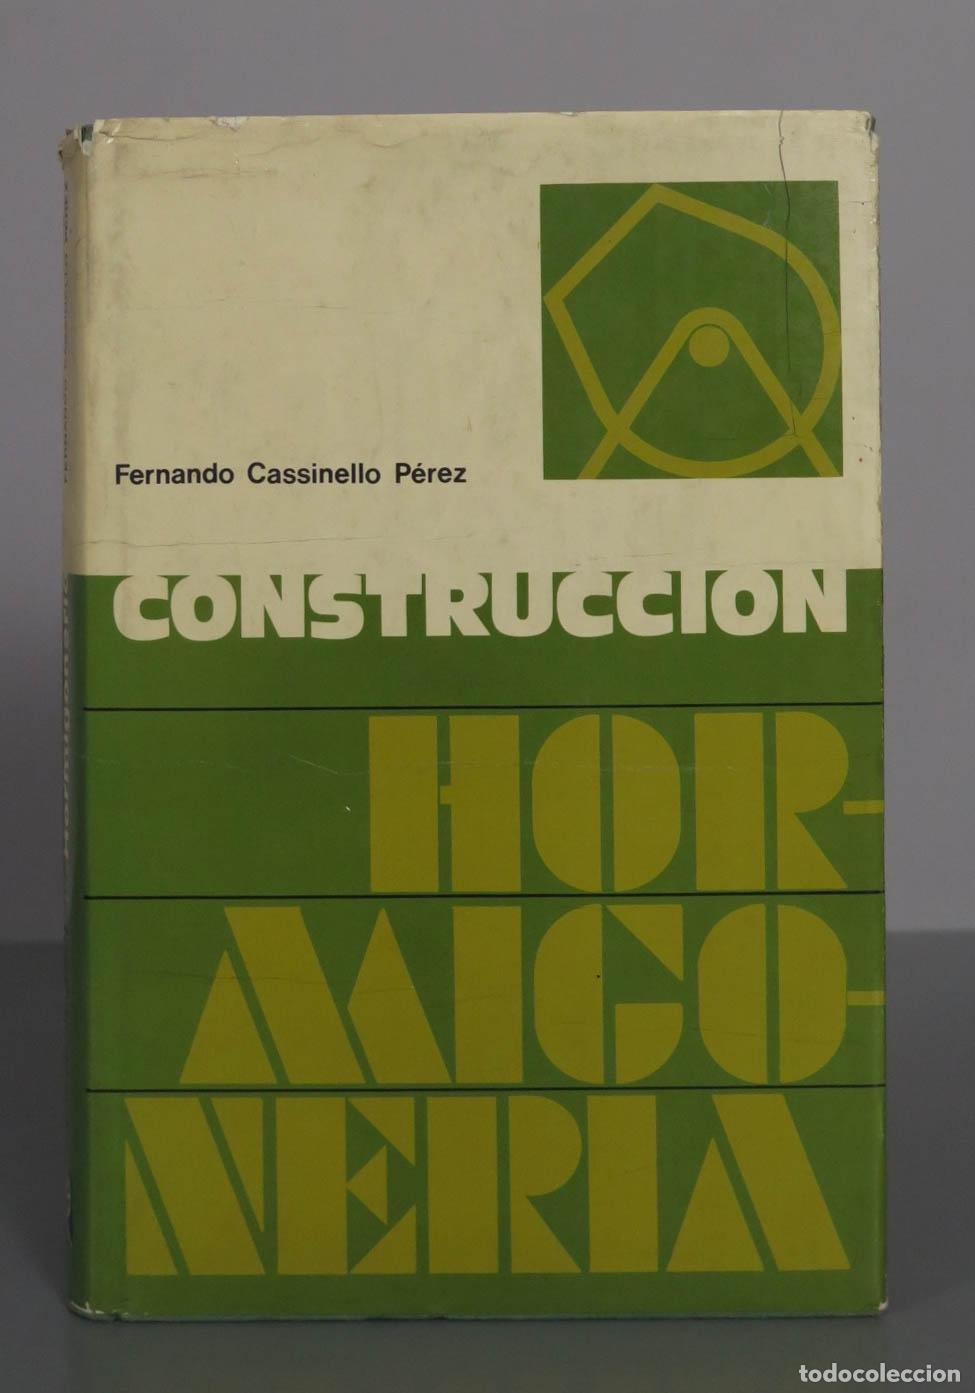 Fernando Cassinello Pérez
CONSTRUCCION
HOR-
MIGO-
NERIA
todocoleccion